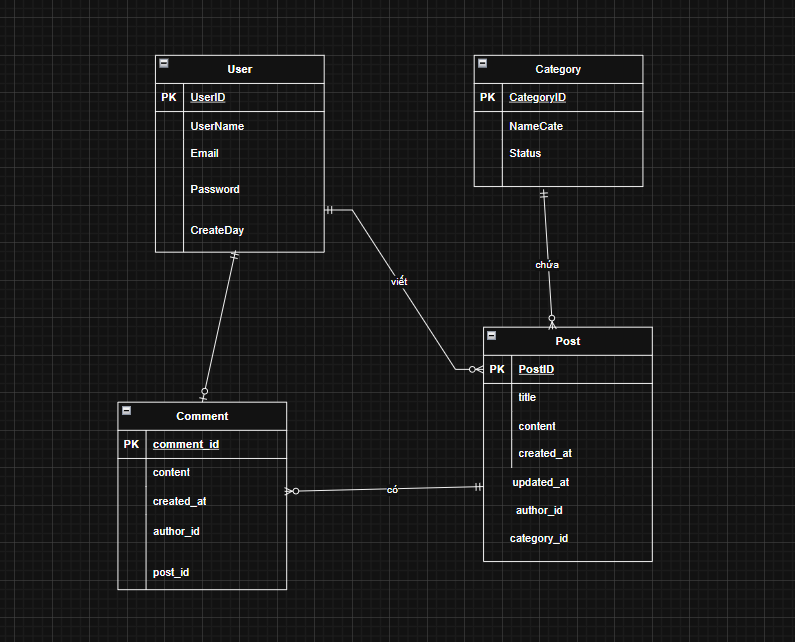 User
PK UserID
UserName
Email
Password
CreateDay
Category
PK CategoryID
NameCate
Status
viết
chứa
Post
PK PostID
title
content
created_at
updated_at
author_id
category_id
Comment
PK comment_id
content
created_at
author_id
post_id
có